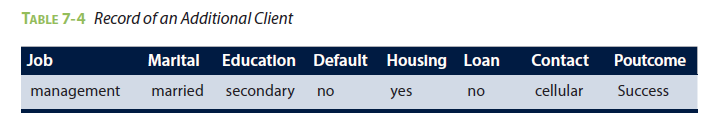 TABLE 7-4 Record of an Additional Client
Job Marital Education Default Housing Loan Contact Poutcome
management married secondary no yes no cellular Success